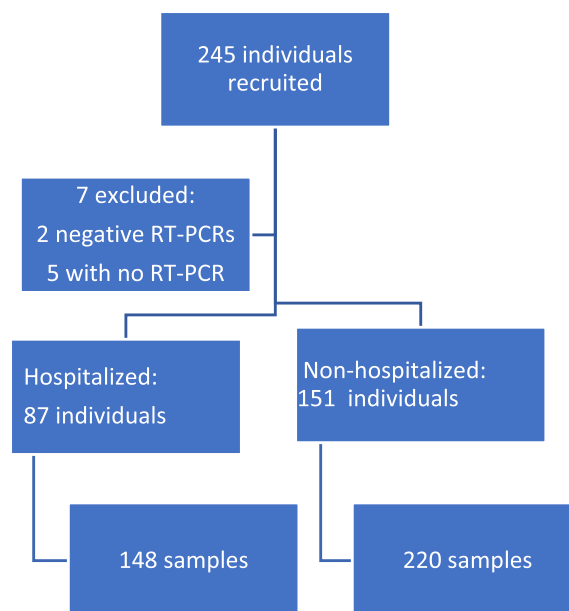 245 individuals
recruited
7 excluded:
2 negative RT-PCRs
5 with no RT-PCR
Hospitalized:
87 individuals
Non-hospitalized:
151 individuals
148 samples
220 samples